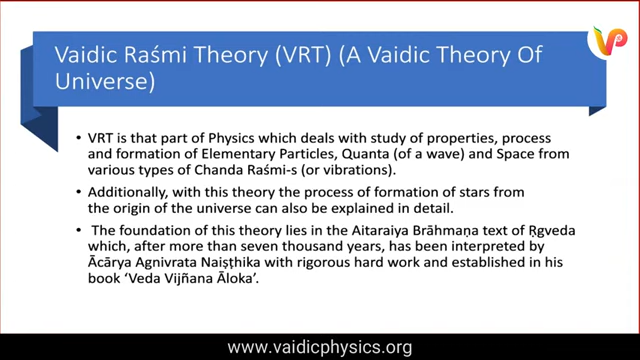 Vaidic Raśmi Theory (VRT) (A Vaidic Theory Of
Universe)
VP
• VRT is that part of Physics which deals with study of properties, process
and formation of Elementary Particles, Quanta (of a wave) and Space from
various types of Chanda Raśmi-s (or vibrations).
• Additionally, with this theory the process of formation of stars from
the origin of the universe can also be explained in detail.
• The foundation of this theory lies in the Aitaraiya Brāhmaṇa text of Ṛgveda
which, after more than seven thousand years, has been interpreted by
Ācārya Agnivrata Naiṣṭhika with rigorous hard work and established in his
book ‘Veda Vijñana Āloka’.
www.vaidicphysics.org